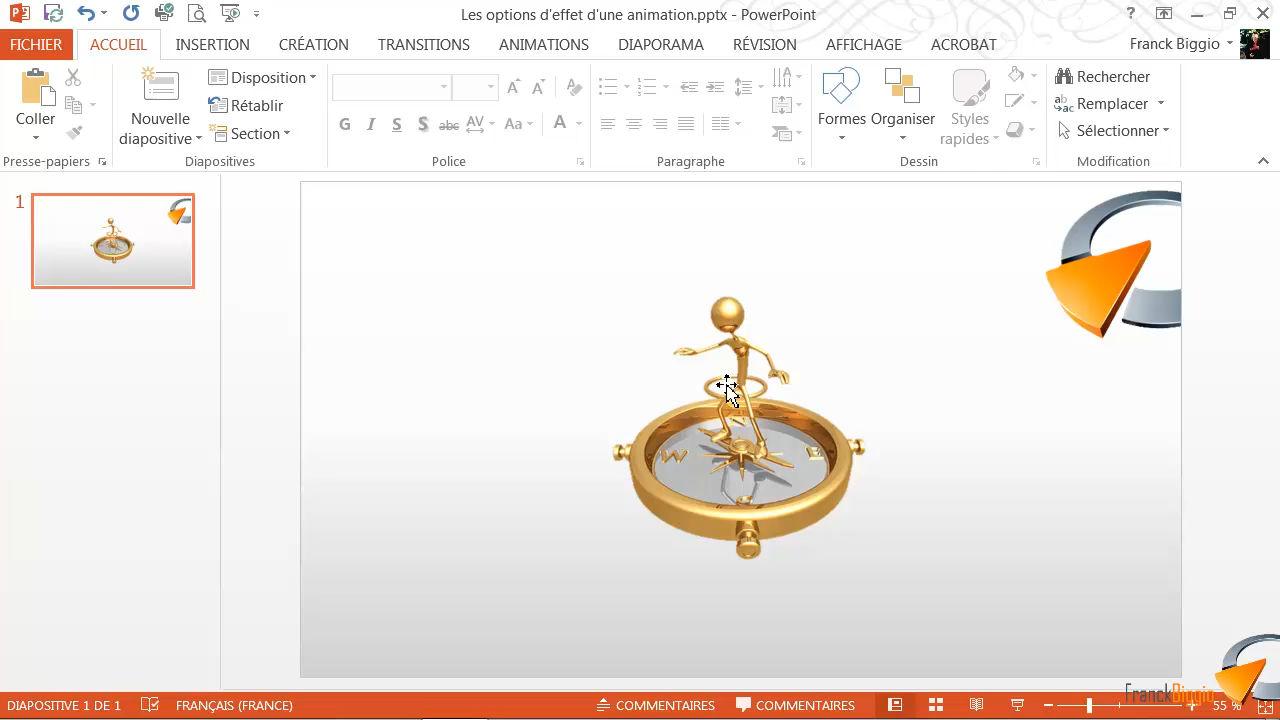 Les options d'effet d'une animation.pptx - PowerPoint
FICHIER ACCUEIL INSERTION CRÉATION TRANSITIONS ANIMATIONS DIAPORAMA RÉVISION AFFICHAGE ACROBAT Franck Biggio
Coller
Presse-papiers
Nouvelle diapositive
Disposition
Rétablir
Section
Diapositives
G I S S abc AV Aa A
Police
Paragraphe
Formes
Organiser
Styles rapides
Dessin
Rechercher
Remplacer
Sélectionner
Modification
1
N
W E
S
FranckBiggio
DIAPOSITIVE 1 DE 1 FRANÇAIS (FRANCE) COMMENTAIRES COMMENTAIRES 55 %